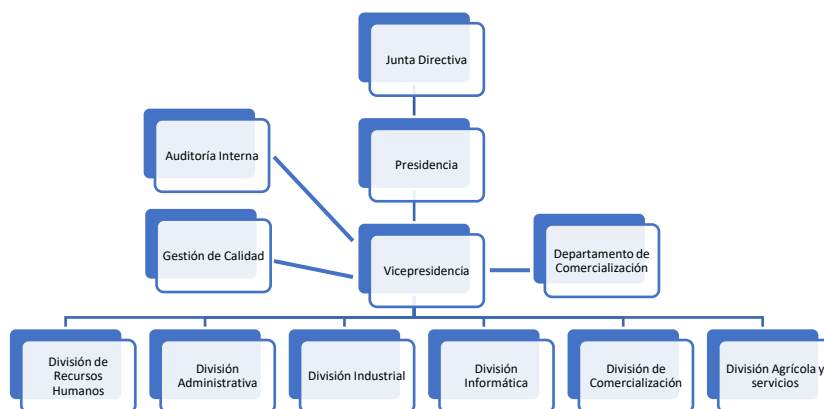 Junta Directiva
Auditoría Interna
Presidencia
Gestión de Calidad
Vicepresidencia
Departamento de
Comercialización
División de
Recursos
Humanos
División
Administrativa
División Industrial
División
Informática
División de
Comercialización
División Agrícola y
servicios